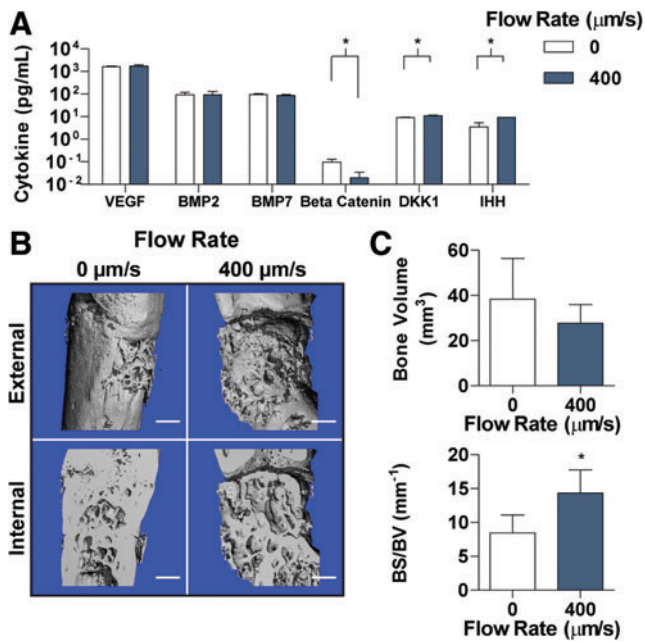 A
Flow Rate (μm/s)
0
400
Cytokine (pg/mL)
10⁴
10³
10²
10¹
10⁰
10⁻¹
10⁻²
*
*
*
VEGF BMP2 BMP7 Beta Catenin DKK1 IHH
B
Flow Rate
0 μm/s 400 μm/s
External
Internal
C
Bone Volume
(mm³)
60
40
20
0
0 400
Flow Rate (μm/s)
BS/BV (mm⁻¹)
20
15
10
5
0
*
0 400
Flow Rate (μm/s)